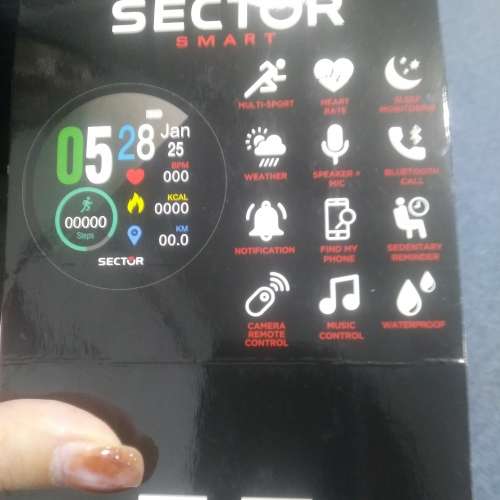 SECTOR
SMART
05 28
Jan
25
BPM
000
KCAL
0000
KM
00.0
00000
Steps
SECTOR
MULTI-SPORT
HEART
RATE
SLEEP
MONITORING
WEATHER
SPEAKER +
MIC
BLUETOOTH
CALL
NOTIFICATION
FIND MY
PHONE
SEDENTARY
REMINDER
CAMERA
REMOTE
CONTROL
MUSIC
CONTROL
WATERPROOF